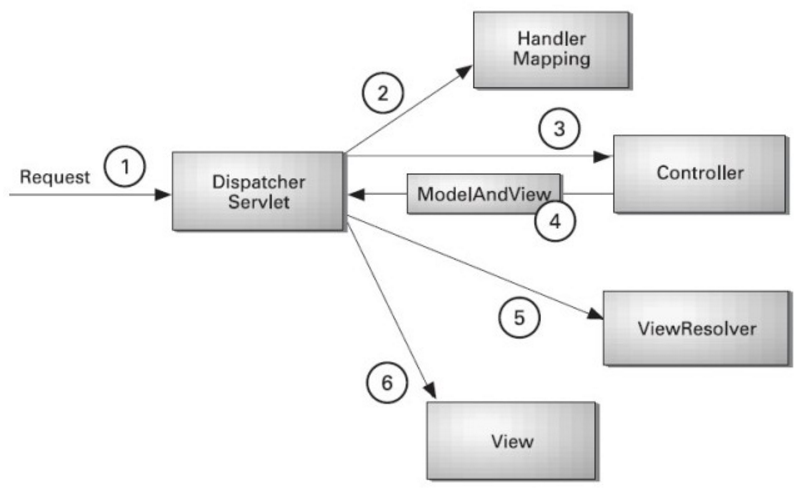 Handler
Mapping
2
3
1
Request
Dispatcher
Servlet
Controller
ModelAndView
4
5
ViewResolver
6
View